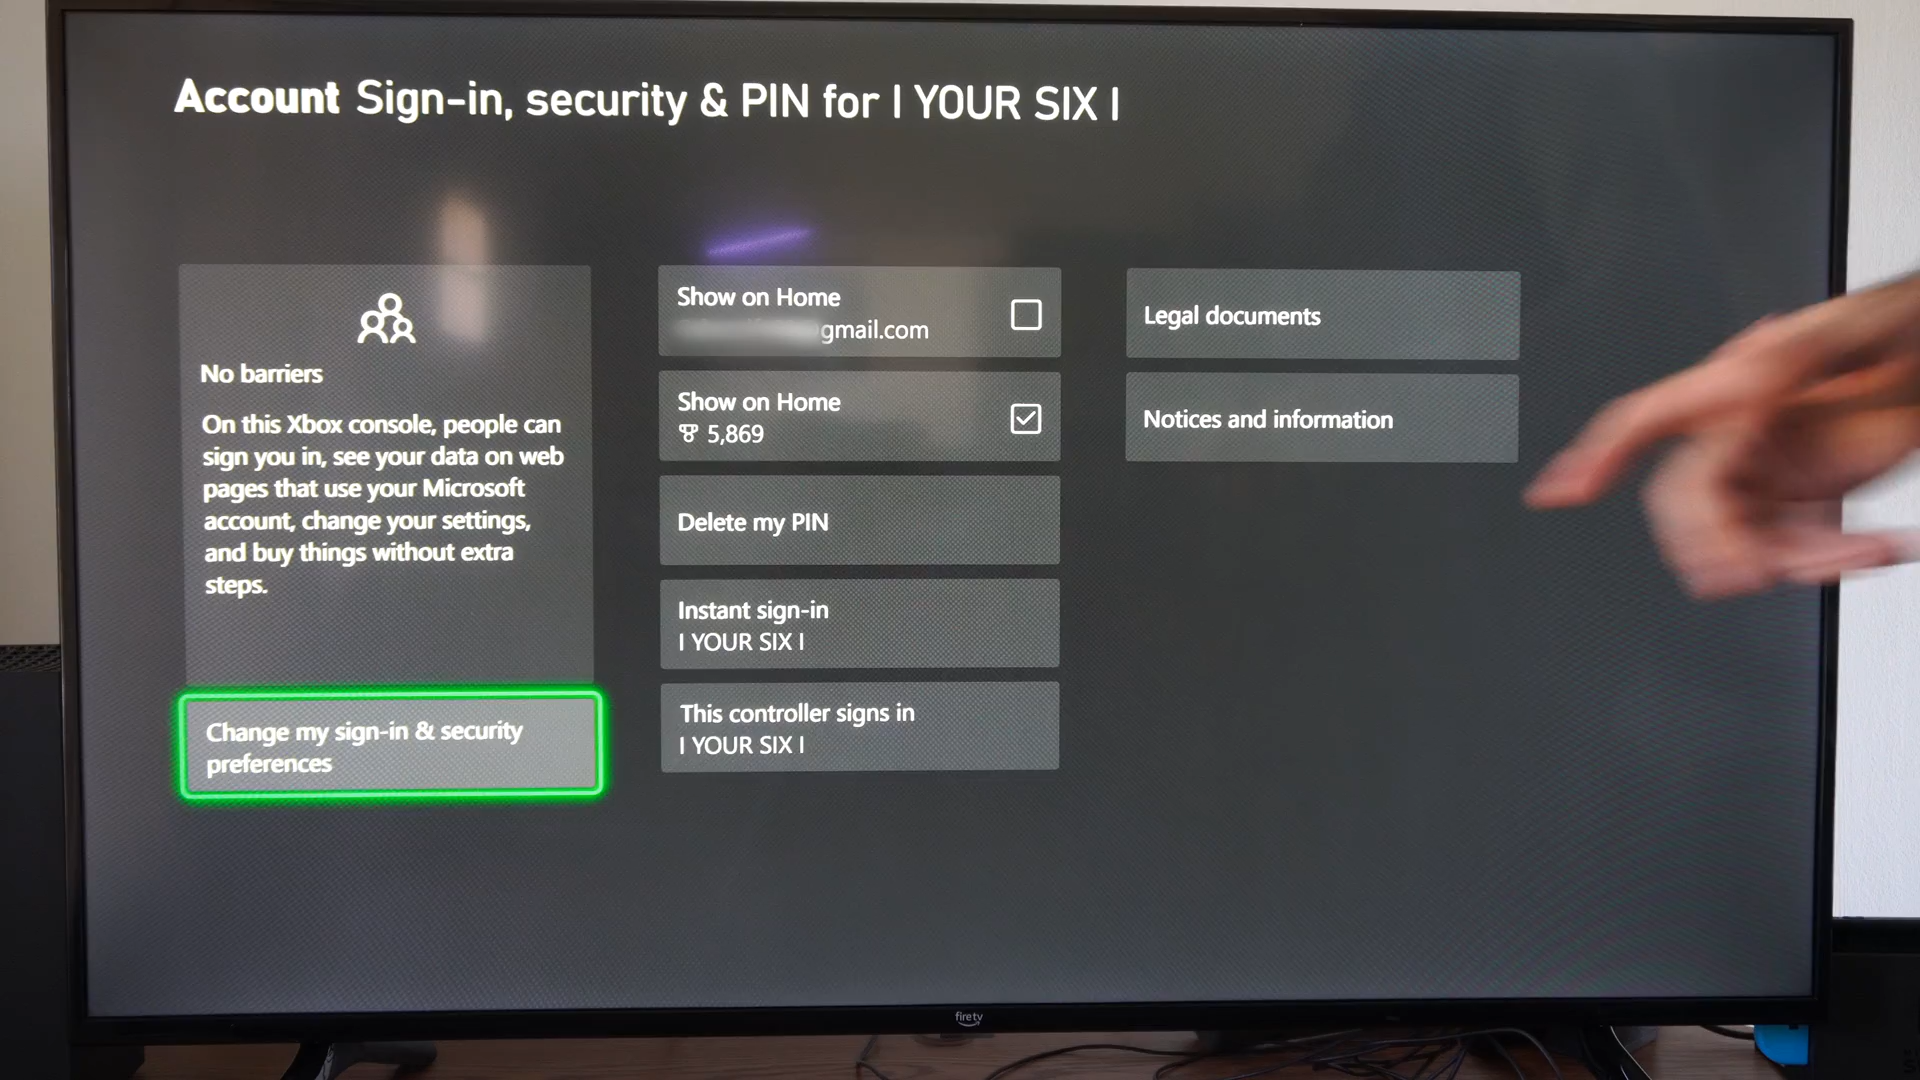 Account Sign-in, security & PIN for I YOUR SIX I
No barriers
On this Xbox console, people can
sign you in, see your data on web
pages that use your Microsoft
account, change your settings,
and buy things without extra
steps.
Change my sign-in & security
preferences
Show on Home
gmail.com
Show on Home
5,869
Delete my PIN
Instant sign-in
I YOUR SIX I
This controller signs in
I YOUR SIX I
Legal documents
Notices and information
firetv